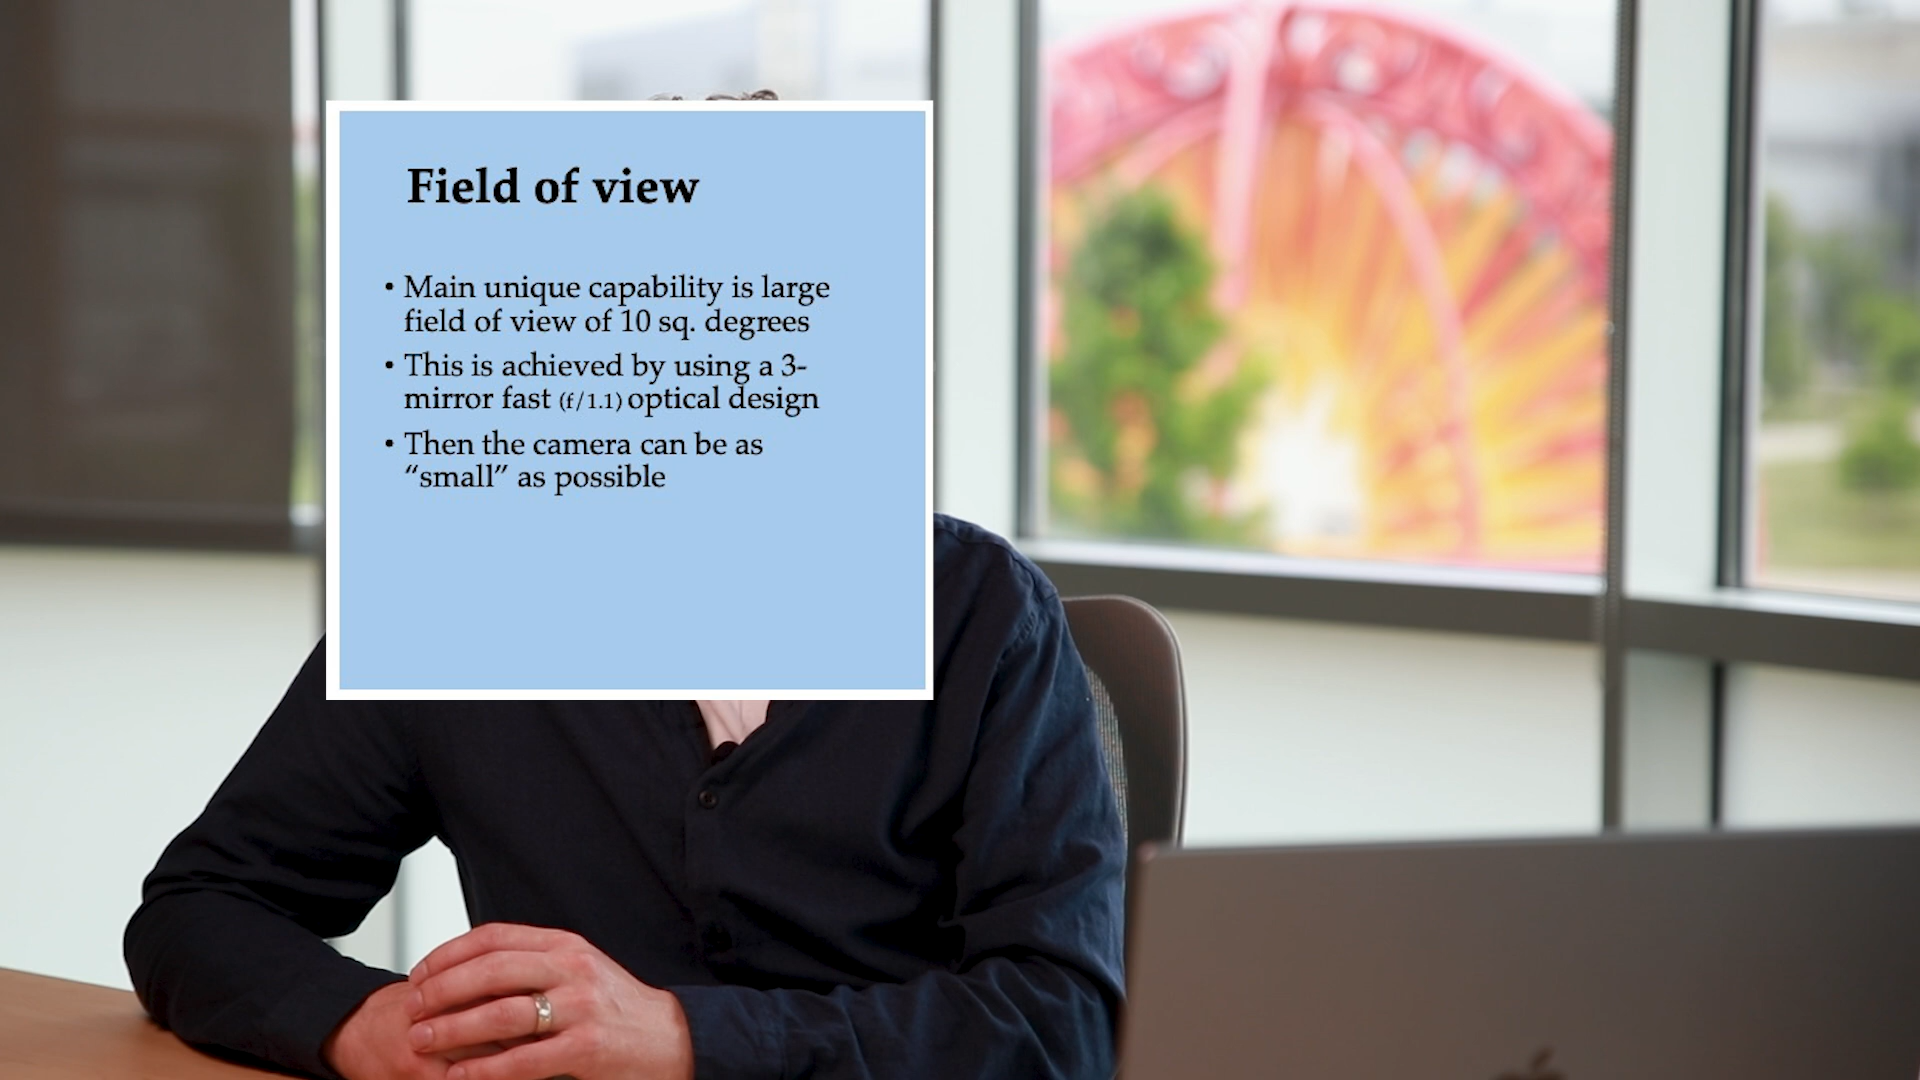 Field of view
• Main unique capability is large
field of view of 10 sq. degrees
• This is achieved by using a 3-
mirror fast (f/1.1) optical design
• Then the camera can be as
“small” as possible